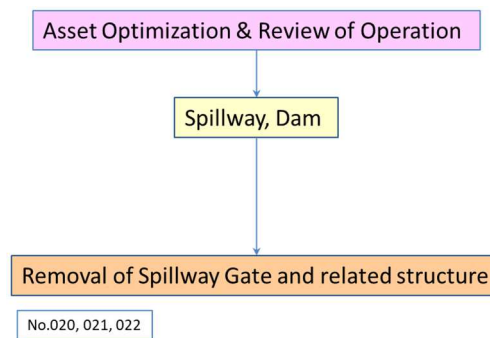 Asset Optimization & Review of Operation
Spillway, Dam
Removal of Spillway Gate and related structure
No.020, 021, 022